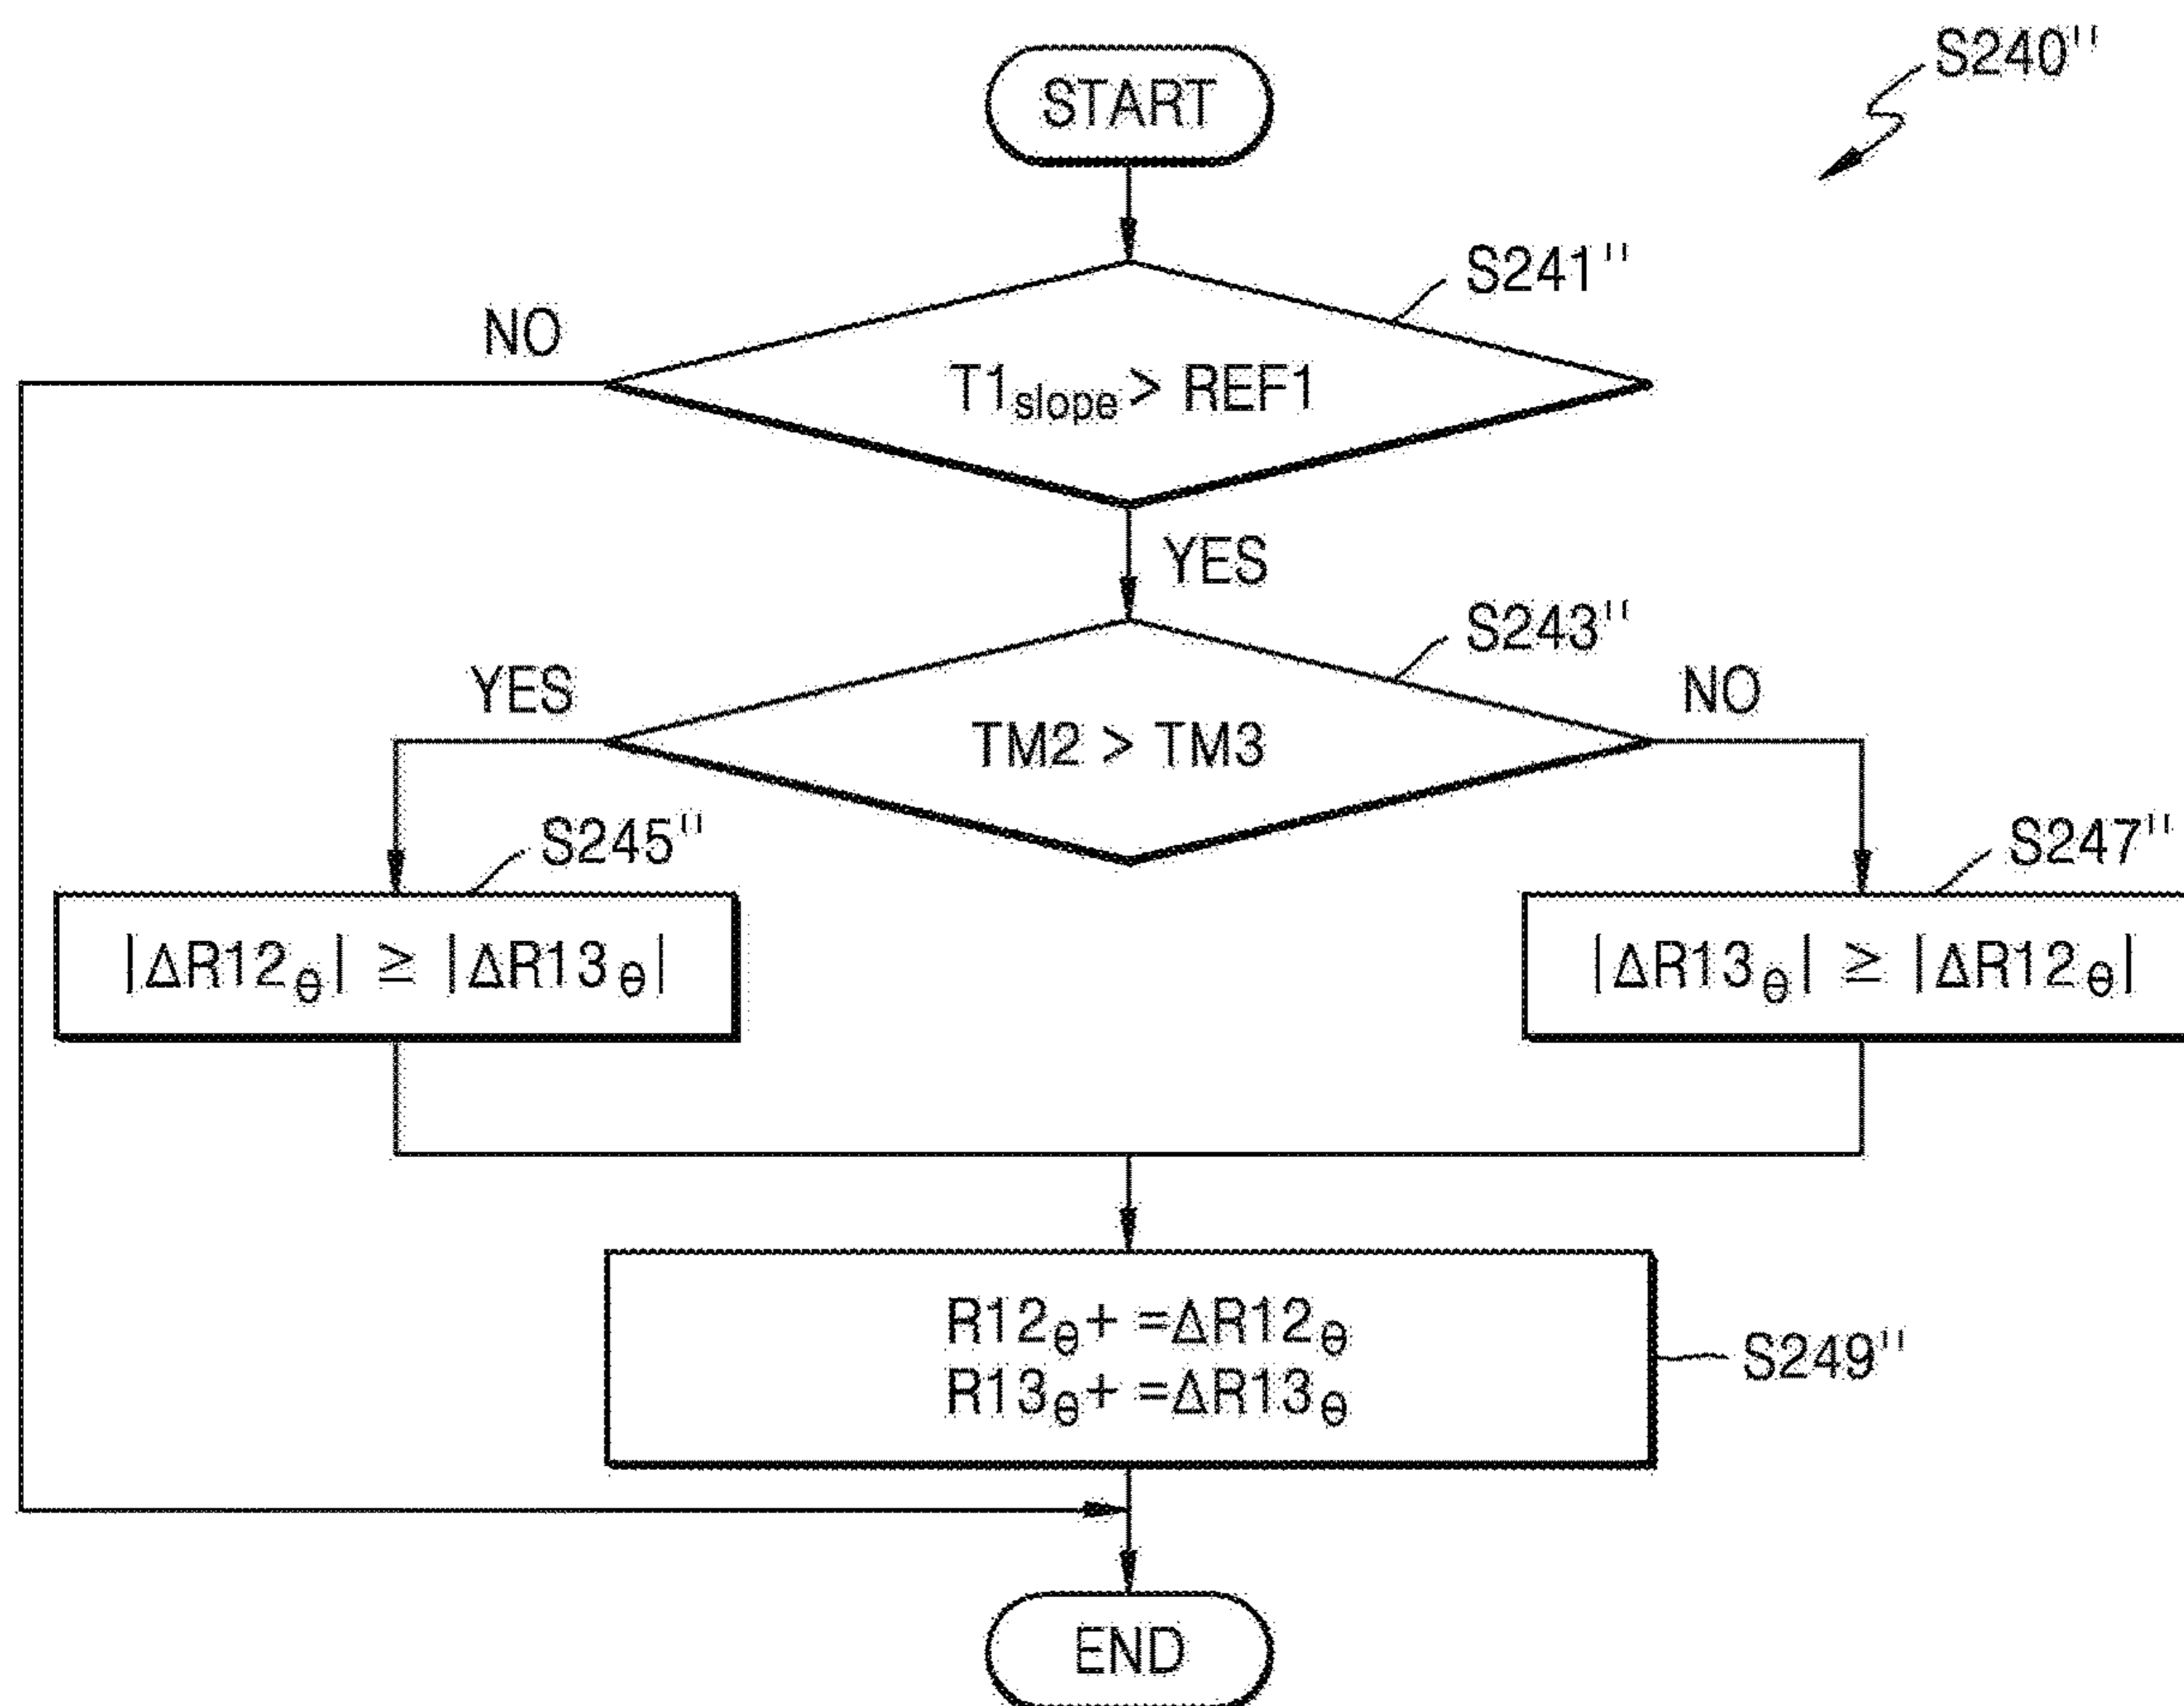 S240''
START
S241''
NO
T1slope > REF1
YES
S243''
YES
NO
TM2 > TM3
S245''
S247''
|ΔR12θ| ≥ |ΔR13θ|
|ΔR13θ| ≥ |ΔR12θ|
R12θ+ =ΔR12θ
R13θ+ =ΔR13θ
S249''
END